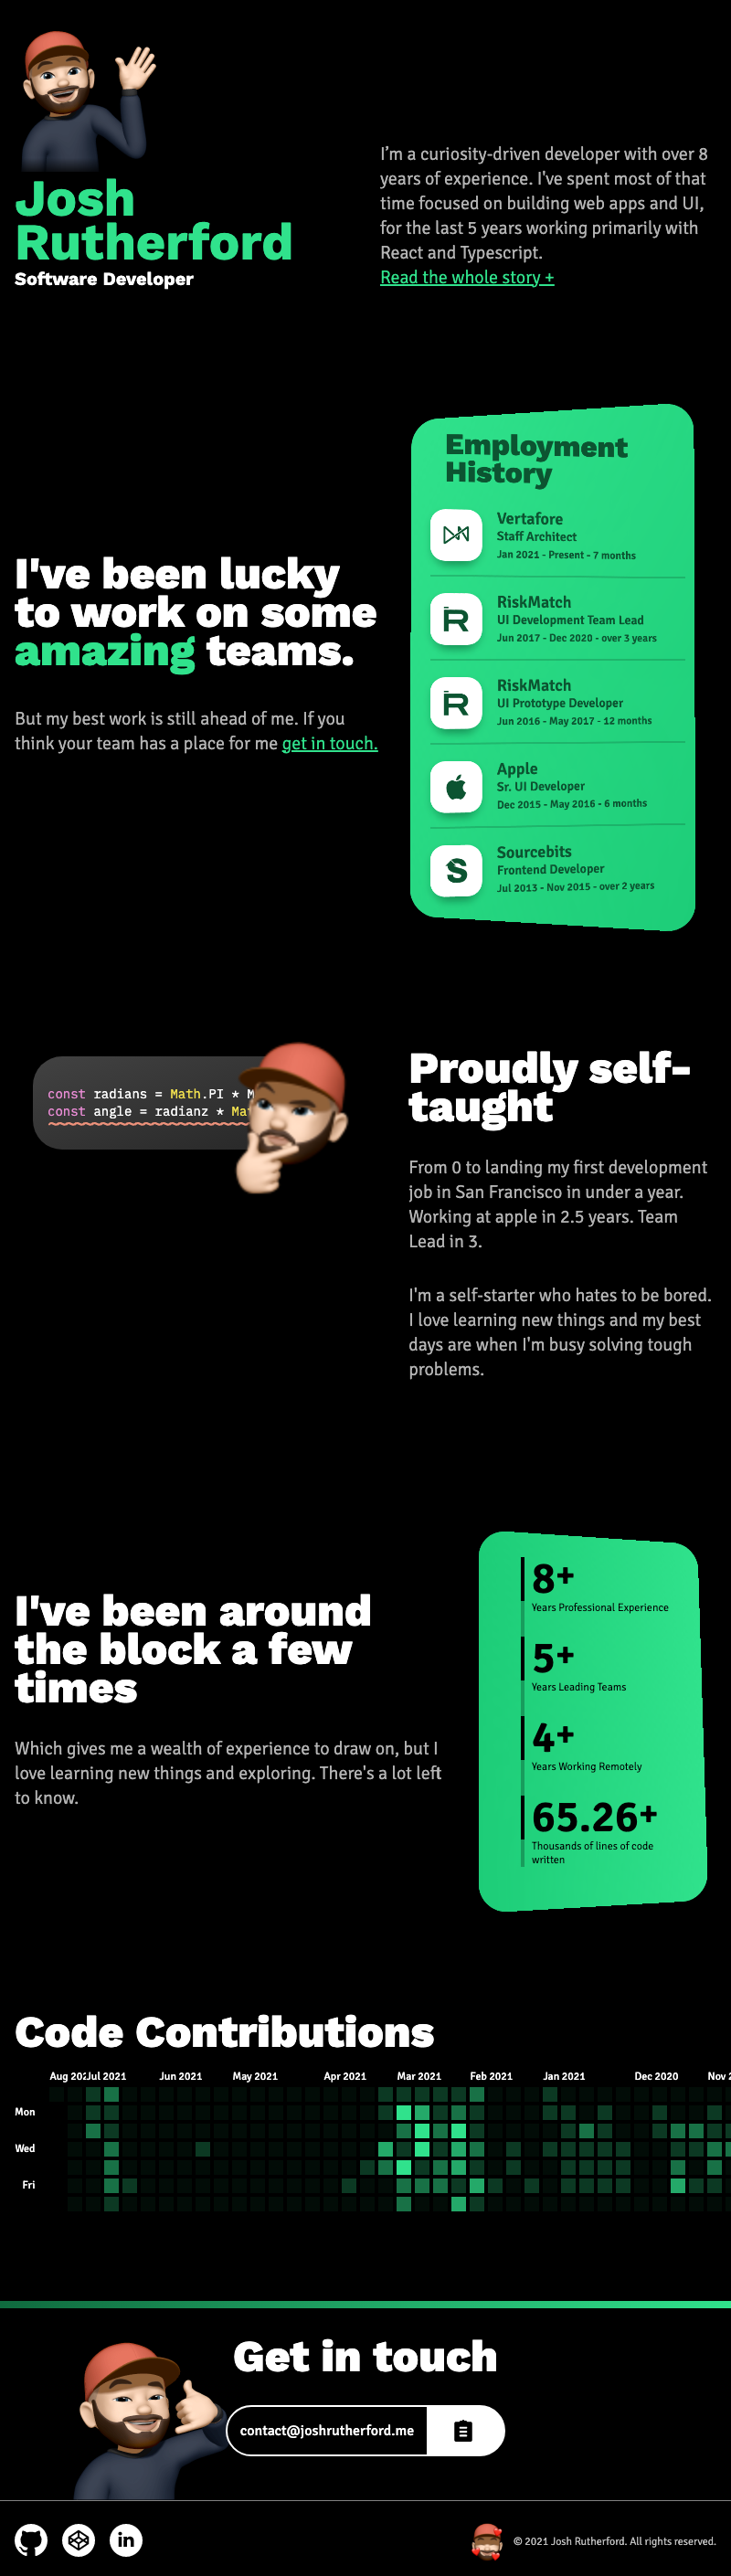 Josh
Rutherford
Software Developer
I'm a curiosity-driven developer with over 8
years of experience. I've spent most of that
time focused on building web apps and UI,
for the last 5 years working primarily with
React and Typescript.
Read the whole story +
I've been lucky
to work on some
amazing teams.
But my best work is still ahead of me. If you
think your team has a place for me get in touch.
Employment
History
Vertafore
Staff Architect
Jan 2021 - Present - 7 months
RiskMatch
UI Development Team Lead
Jun 2017 - Dec 2020 - over 3 years
RiskMatch
UI Prototype Developer
Jun 2016 - May 2017 - 12 months
Apple
Sr. UI Developer
Dec 2015 - May 2016 - 6 months
Sourcebits
Frontend Developer
Jul 2013 - Nov 2015 - over 2 years
const radians = Math.PI * M
const angle = radianz * Mat
Proudly self-
taught
From 0 to landing my first development
job in San Francisco in under a year.
Working at apple in 2.5 years. Team
Lead in 3.
I'm a self-starter who hates to be bored.
I love learning new things and my best
days are when I'm busy solving tough
problems.
I've been around
the block a few
times
Which gives me a wealth of experience to draw on, but I
love learning new things and exploring. There's a lot left
to know.
8+
Years Professional Experience
5+
Years Leading Teams
4+
Years Working Remotely
65.26+
Thousands of lines of code
written
Code Contributions
Aug 202 Jul 2021 Jun 2021 May 2021 Apr 2021 Mar 2021 Feb 2021 Jan 2021 Dec 2020 Nov 2
Mon
Wed
Fri
Get in touch
contact@joshrutherford.me
© 2021 Josh Rutherford. All rights reserved.